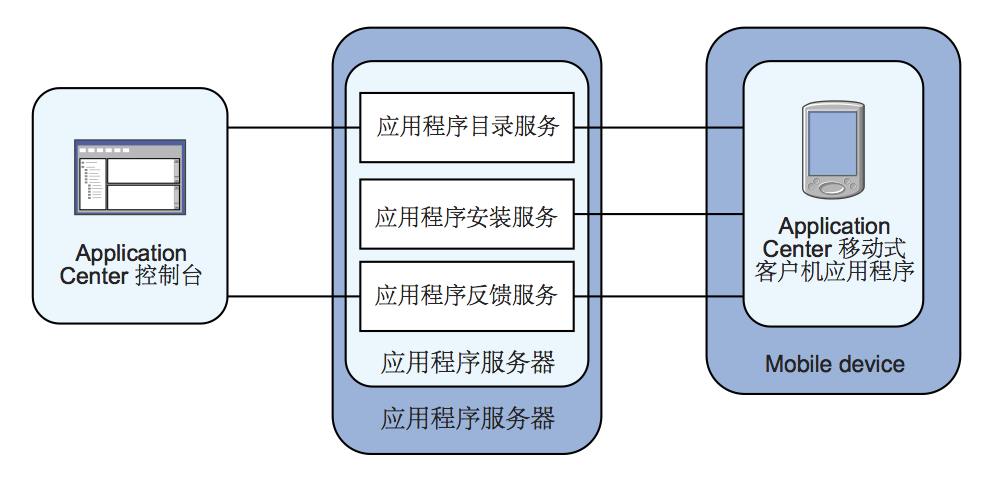 Application
Center 控制台
应用程序目录服务
应用程序安装服务
应用程序反馈服务
应用程序服务器
应用程序服务器
Application
Center 移动式
客户机应用程序
Mobile device